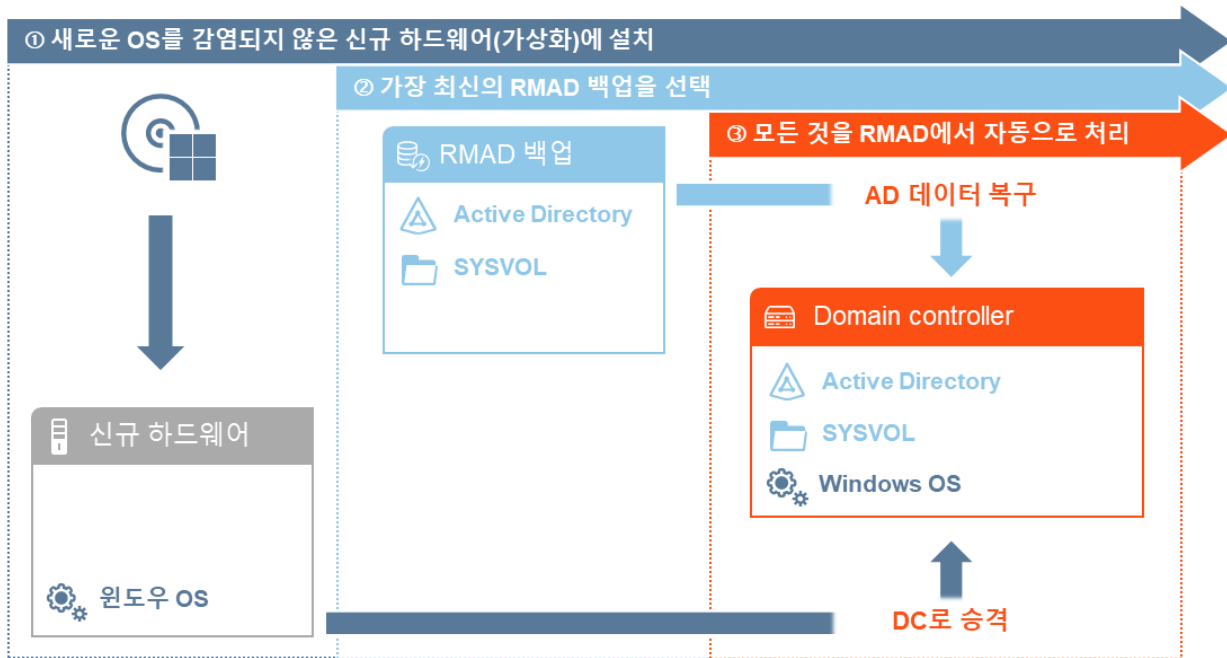 ① 새로운 OS를 감염되지 않은 신규 하드웨어(가상화)에 설치
② 가장 최신의 RMAD 백업을 선택
③ 모든 것을 RMAD에서 자동으로 처리
RMAD 백업
Active Directory
SYSVOL
AD 데이터 복구
Domain controller
Active Directory
SYSVOL
Windows OS
신규 하드웨어
윈도우 OS
DC로 승격